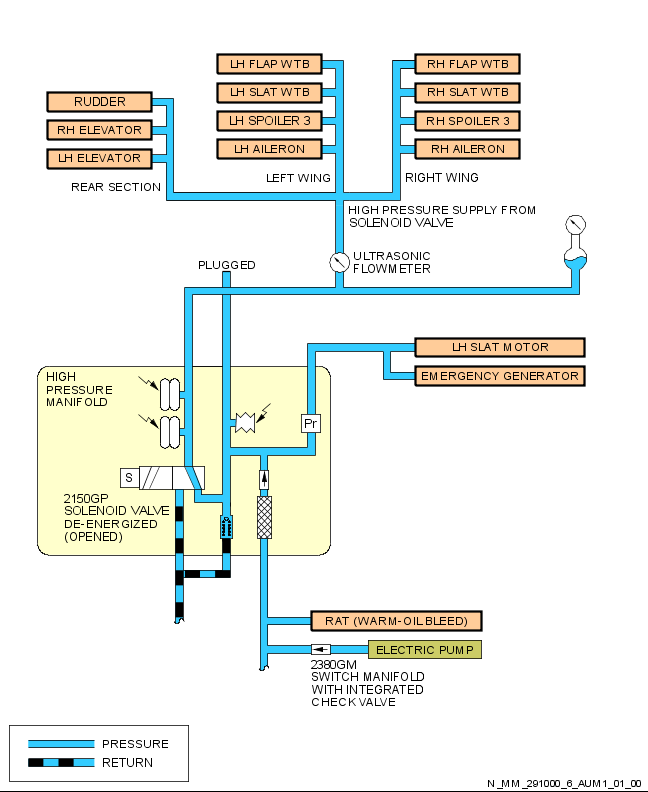 LH FLAP WTB
RH FLAP WTB
LH SLAT WTB
RH SLAT WTB
RUDDER
LH SPOILER 3
RH SPOILER 3
RH ELEVATOR
LH AILERON
RH AILERON
LH ELEVATOR
REAR SECTION
LEFT WING
RIGHT WING
HIGH PRESSURE SUPPLY FROM
SOLENOID VALVE
ULTRASONIC
FLOWMETER
PLUGGED
LH SLAT MOTOR
EMERGENCY GENERATOR
HIGH
PRESSURE
MANIFOLD
Pr
S
2150GP
SOLENOID VALVE
DE-ENERGIZED
(OPENED)
RAT (WARM-OIL BLEED)
ELECTRIC PUMP
2380GM
SWITCH MANIFOLD
WITH INTEGRATED
CHECK VALVE
PRESSURE
RETURN
N_MM_291000_6_AUM1_01_00